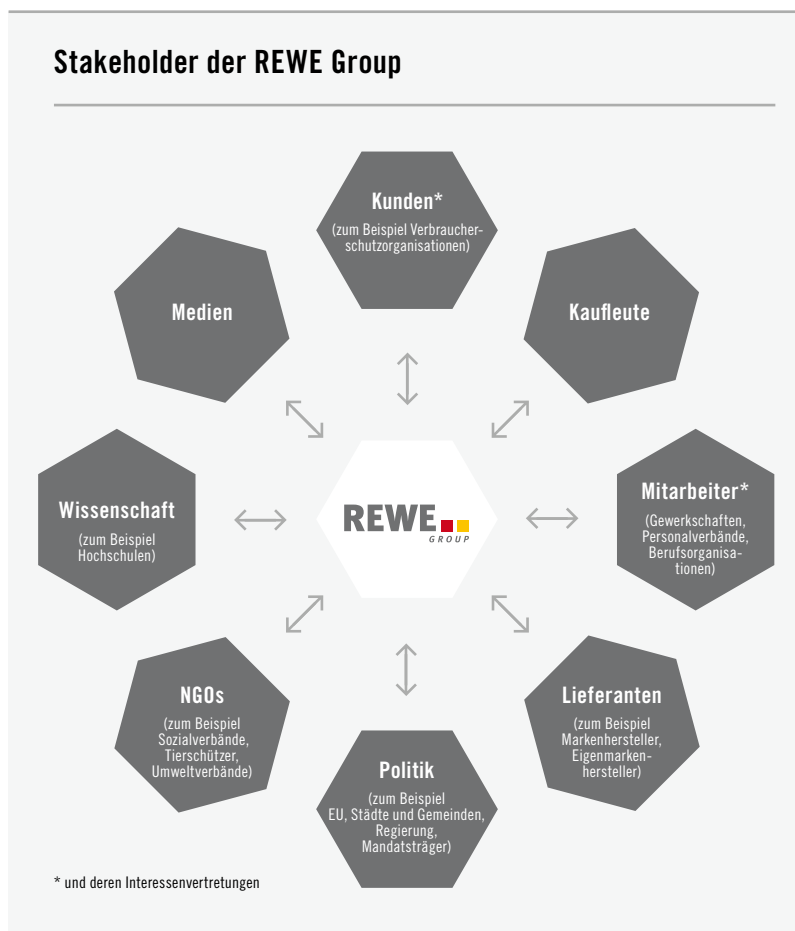 Stakeholder der REWE Group
Kunden*
(zum Beispiel Verbraucher-
schutzorganisationen)
Medien
Kaufleute
Wissenschaft
(zum Beispiel
Hochschulen)
REWE
GROUP
Mitarbeiter*
(Gewerkschaften,
Personalverbände,
Berufsorganisa-
tionen)
NGOs
(zum Beispiel
Sozialverbände,
Tierschützer,
Umweltverbände)
Lieferanten
(zum Beispiel
Markenhersteller,
Eigenmarken-
hersteller)
Politik
(zum Beispiel
EU, Städte und Gemeinden,
Regierung,
Mandatsträger)
* und deren Interessenvertretungen